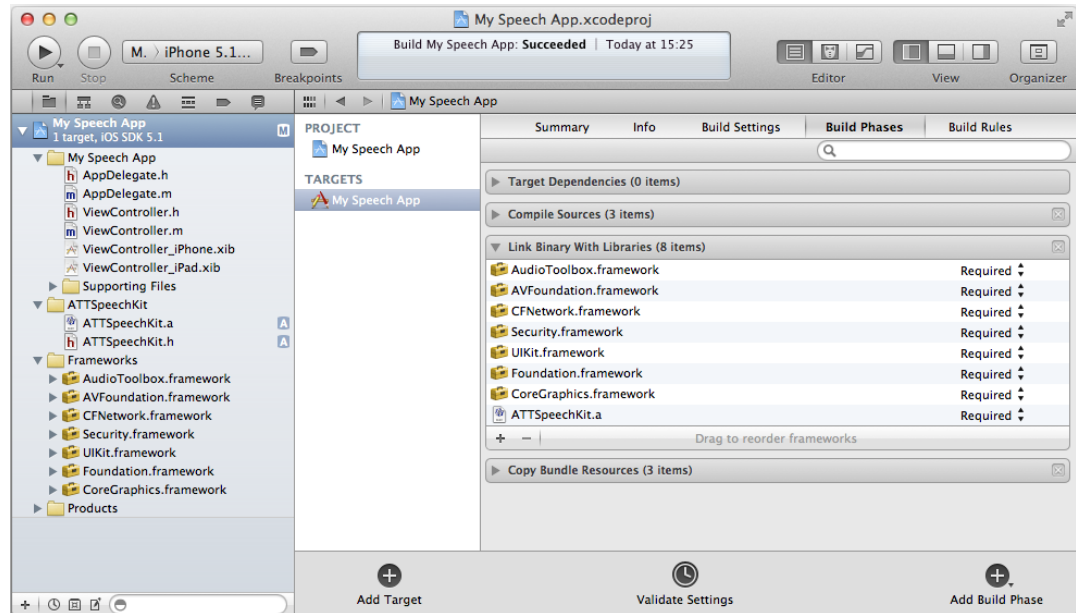 My Speech App.xcodeproj
M. iPhone 5.1...
Build My Speech App: Succeeded | Today at 15:25
Run Stop Scheme Breakpoints Editor View Organizer
My Speech App
My Speech App
1 target, iOS SDK 5.1
M
My Speech App
h AppDelegate.h
m AppDelegate.m
h ViewController.h
m ViewController.m
ViewController_iPhone.xib
ViewController_iPad.xib
Supporting Files
ATTSpeechKit
ATTSpeechKit.a A
h ATTSpeechKit.h A
Frameworks
AudioToolbox.framework
AVFoundation.framework
CFNetwork.framework
Security.framework
UIKit.framework
Foundation.framework
CoreGraphics.framework
Products
PROJECT
My Speech App
TARGETS
My Speech App
Summary Info Build Settings Build Phases Build Rules
Target Dependencies (0 items)
Compile Sources (3 items)
Link Binary With Libraries (8 items)
AudioToolbox.framework Required
AVFoundation.framework Required
CFNetwork.framework Required
Security.framework Required
UIKit.framework Required
Foundation.framework Required
CoreGraphics.framework Required
ATTSpeechKit.a Required
+ − Drag to reorder frameworks
Copy Bundle Resources (3 items)
Add Target Validate Settings Add Build Phase